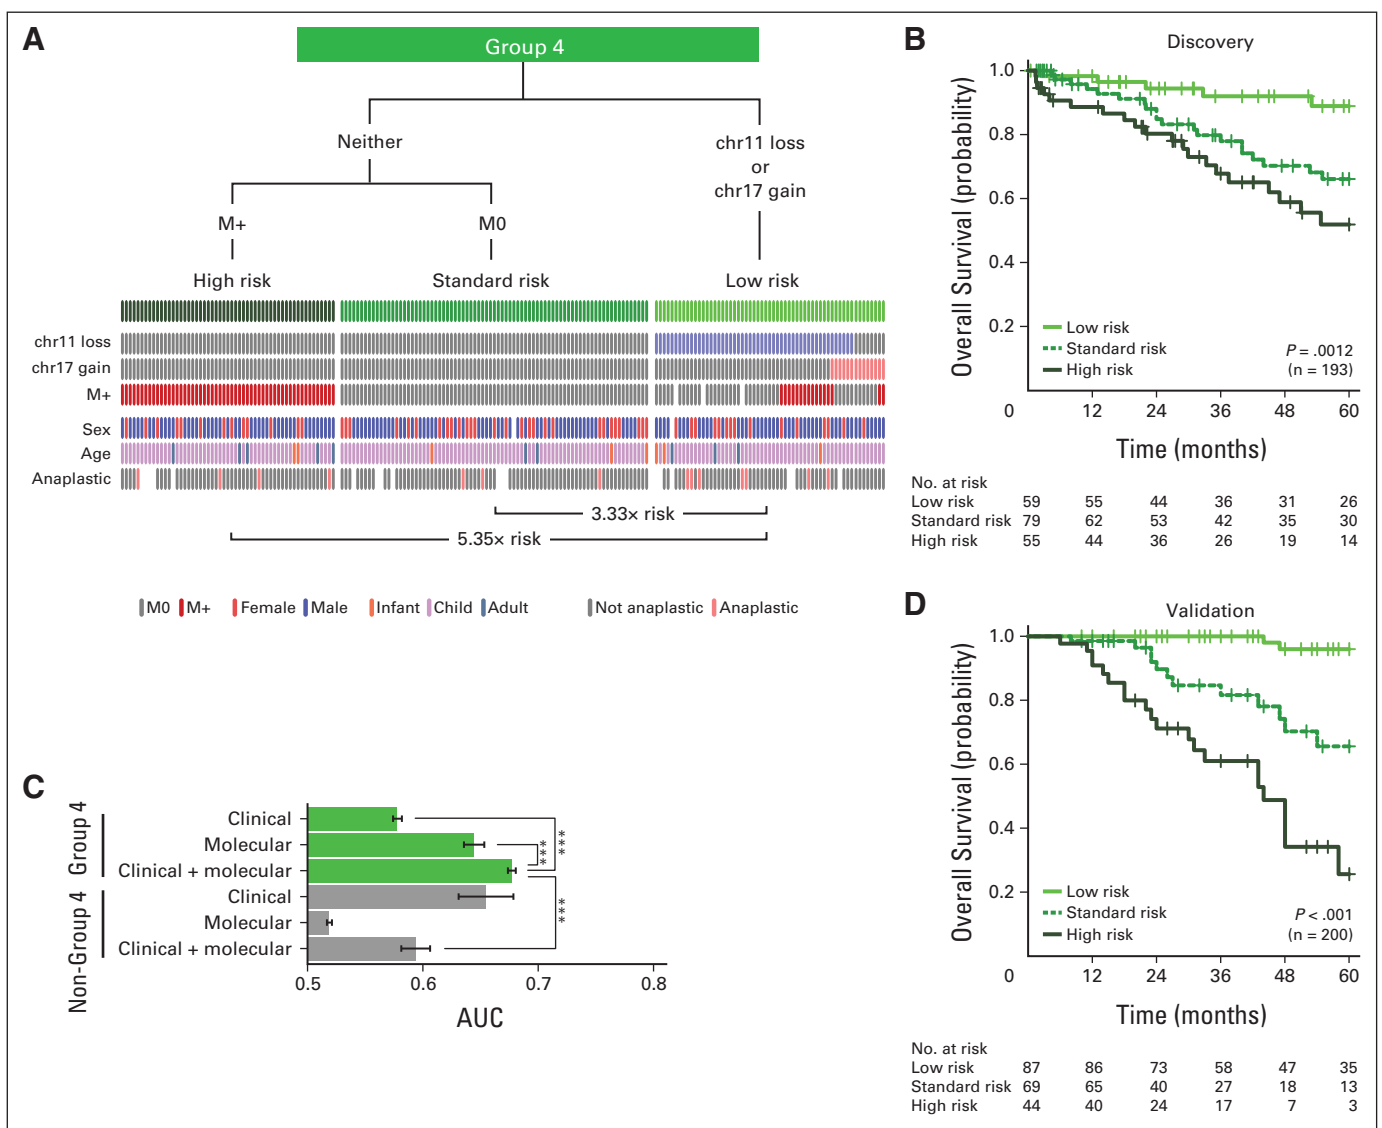 A
Group 4
Neither
chr11 loss
or
chr17 gain
M+
M0
High risk
Standard risk
Low risk
chr11 loss
chr17 gain
M+
Sex
Age
Anaplastic
3.33× risk
5.35× risk
M0 M+ Female Male Infant Child Adult Not anaplastic Anaplastic
B
Discovery
Overall Survival (probability)
1.0
0.8
0.6
0.4
0.2
Low risk
Standard risk
High risk
P = .0012
(n = 193)
0 12 24 36 48 60
Time (months)
No. at risk
Low risk 59 55 44 36 31 26
Standard risk 79 62 53 42 35 30
High risk 55 44 36 26 19 14
C
Group 4
Clinical
Molecular
Clinical + molecular
Non-Group 4
Clinical
Molecular
Clinical + molecular
***
***
***
0.5 0.6 0.7 0.8
AUC
D
Validation
Overall Survival (probability)
1.0
0.8
0.6
0.4
0.2
Low risk
Standard risk
High risk
P < .001
(n = 200)
0 12 24 36 48 60
Time (months)
No. at risk
Low risk 87 86 73 58 47 35
Standard risk 69 65 40 27 18 13
High risk 44 40 24 17 7 3